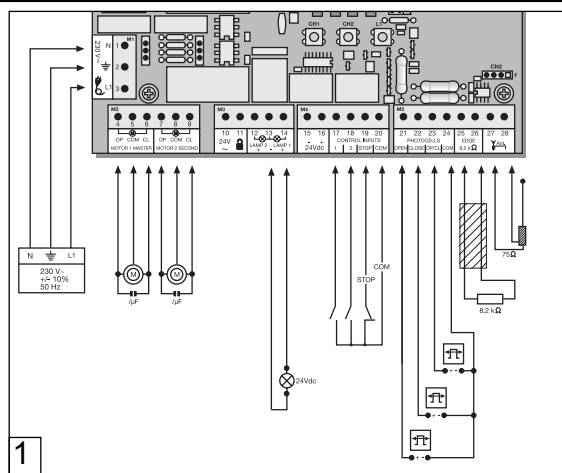 CH1 CH2 L1
CN2
F
M1
230 V~
N 1
2
L1 3
M2 M3 M4 M5
4 5 6 7 8 9 10 11 12 13 14 15 16 17 18 19 20 21 22 23 24 25 26 27 28
OP COM CL OP COM CL
MOTOR 1 MASTER MOTOR 2 SECOND
24V
~
LAMP 2 LAMP 1
+ - +
- +
24Vdc
CONTROL INPUTS
1 2 STOP COM
PHOTOCELLS
OPEN CLOSE OP/CL COM
EDGE
8,2 kΩ
Ant.
N L1
230 V~
+/- 10%
50 Hz
M M
/µF /µF
COM
STOP
75Ω
8,2 kΩ
24Vdc
+ -
+ -
+ -
1